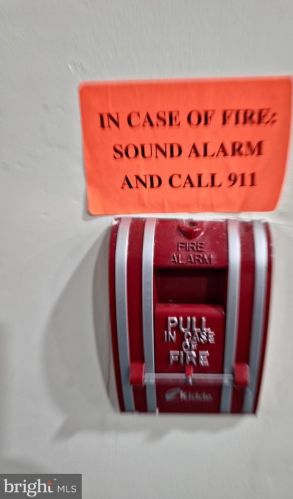 IN CASE OF FIRE:
SOUND ALARM
AND CALL 911
FIRE
ALARM
PULL
IN CASE
OF
FIRE
Kidde
bright MLS